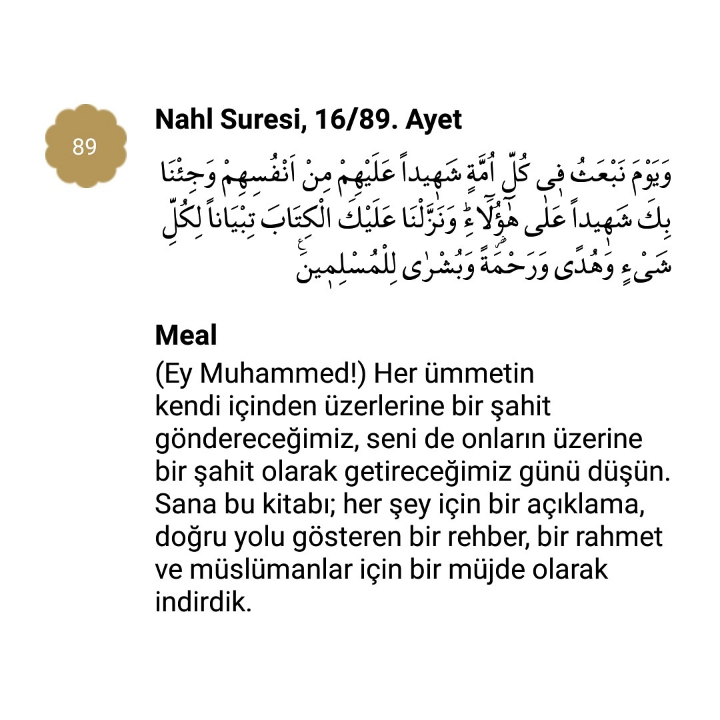 89
Nahl Suresi, 16/89. Ayet
وَيَوْمَ نَبْعَثُ فٖى كُلِّ اُمَّةٍ شَهٖيداً عَلَيْهِمْ مِنْ اَنْفُسِهِمْ وَجِئْنَا
بِكَ شَهٖيداً عَلٰى هٰٓؤُلَٓاءِۜ وَنَزَّلْنَا عَلَيْكَ الْكِتَابَ تِبْيَاناً لِكُلِّ
شَىْءٍ وَهُدًى وَرَحْمَةً وَبُشْرٰى لِلْمُسْلِمٖينَࣖ
Meal
(Ey Muhammed!) Her ümmetin
kendi içinden üzerlerine bir şahit
göndereceğimiz, seni de onların üzerine
bir şahit olarak getireceğimiz günü düşün.
Sana bu kitabı; her şey için bir açıklama,
doğru yolu gösteren bir rehber, bir rahmet
ve müslümanlar için bir müjde olarak
indirdik.